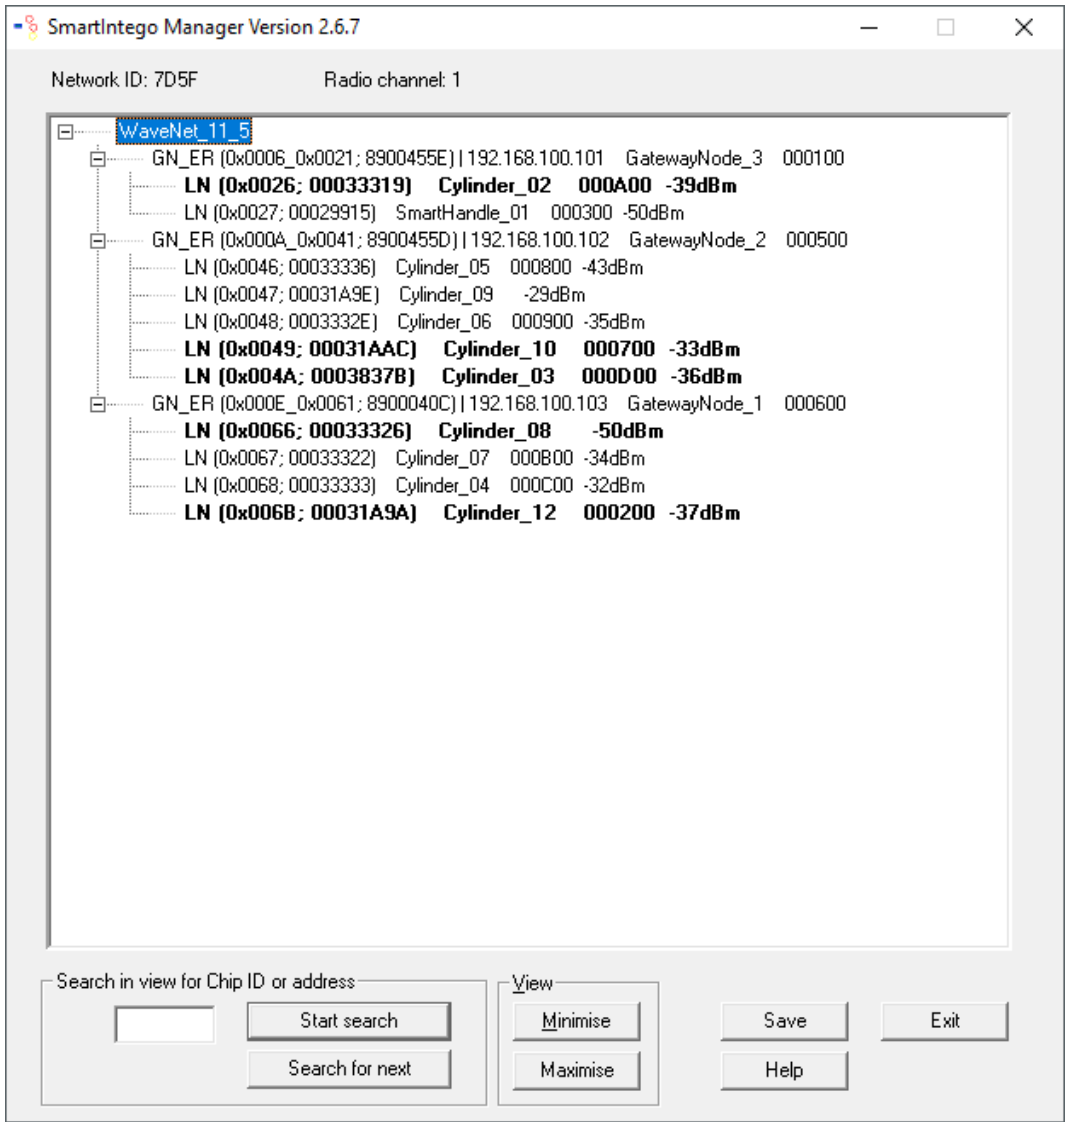 SmartIntego Manager Version 2.6.7
Network ID: 7D5F Radio channel: 1
WaveNet_11_5
GN_ER (0x0006_0x0021; 8900455E) | 192.168.100.101 GatewayNode_3 000100
LN (0x0026; 00033319) Cylinder_02 000A00 -39dBm
LN (0x0027; 00029915) SmartHandle_01 000300 -50dBm
GN_ER (0x000A_0x0041; 8900455D) | 192.168.100.102 GatewayNode_2 000500
LN (0x0046; 00033336) Cylinder_05 000800 -43dBm
LN (0x0047; 00031A9E) Cylinder_09 -29dBm
LN (0x0048; 0003332E) Cylinder_06 000900 -35dBm
LN (0x0049; 00031AAC) Cylinder_10 000700 -33dBm
LN (0x004A; 0003837B) Cylinder_03 000D00 -36dBm
GN_ER (0x000E_0x0061; 8900040C) | 192.168.100.103 GatewayNode_1 000600
LN (0x0066; 00033326) Cylinder_08 -50dBm
LN (0x0067; 00033322) Cylinder_07 000B00 -34dBm
LN (0x0068; 00033333) Cylinder_04 000C00 -32dBm
LN (0x006B; 00031A9A) Cylinder_12 000200 -37dBm
Search in view for Chip ID or address
View
Start search
Minimise
Save
Exit
Search for next
Maximise
Help